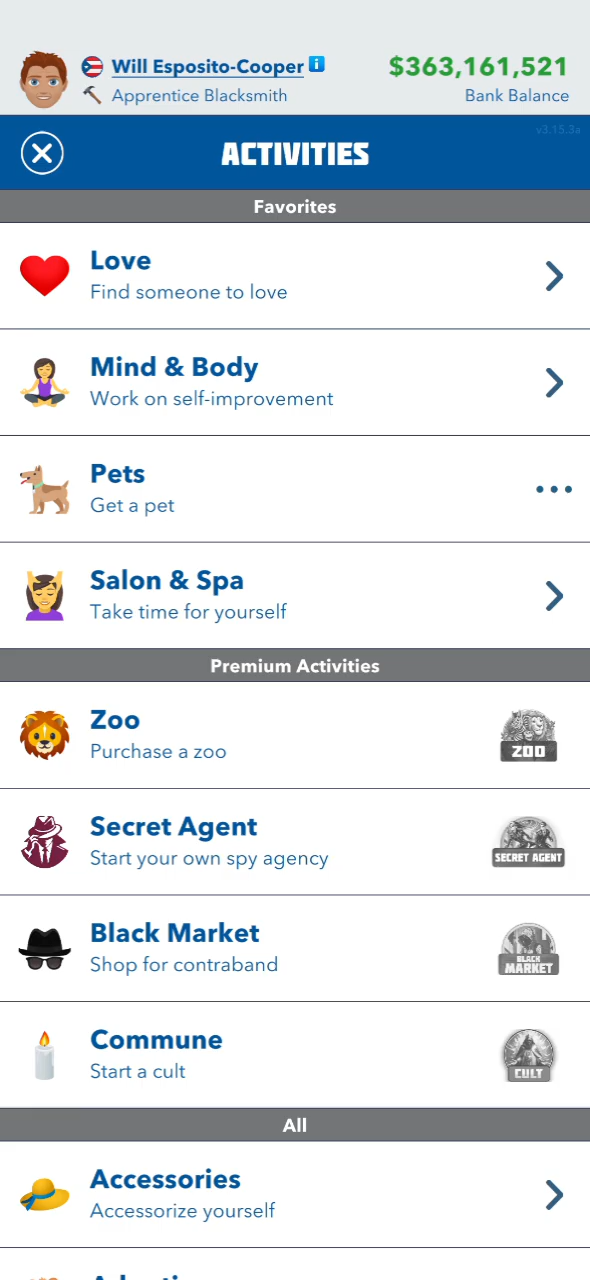 Will Esposito-Cooper
$363,161,521
Apprentice Blacksmith
Bank Balance
v3.15.3a
ACTIVITIES
Favorites
Love
Find someone to love
Mind & Body
Work on self-improvement
Pets
Get a pet
Salon & Spa
Take time for yourself
Premium Activities
Zoo
Purchase a zoo
ZOO
Secret Agent
Start your own spy agency
SECRET AGENT
Black Market
Shop for contraband
BLACK
MARKET
Commune
Start a cult
CULT
All
Accessories
Accessorize yourself